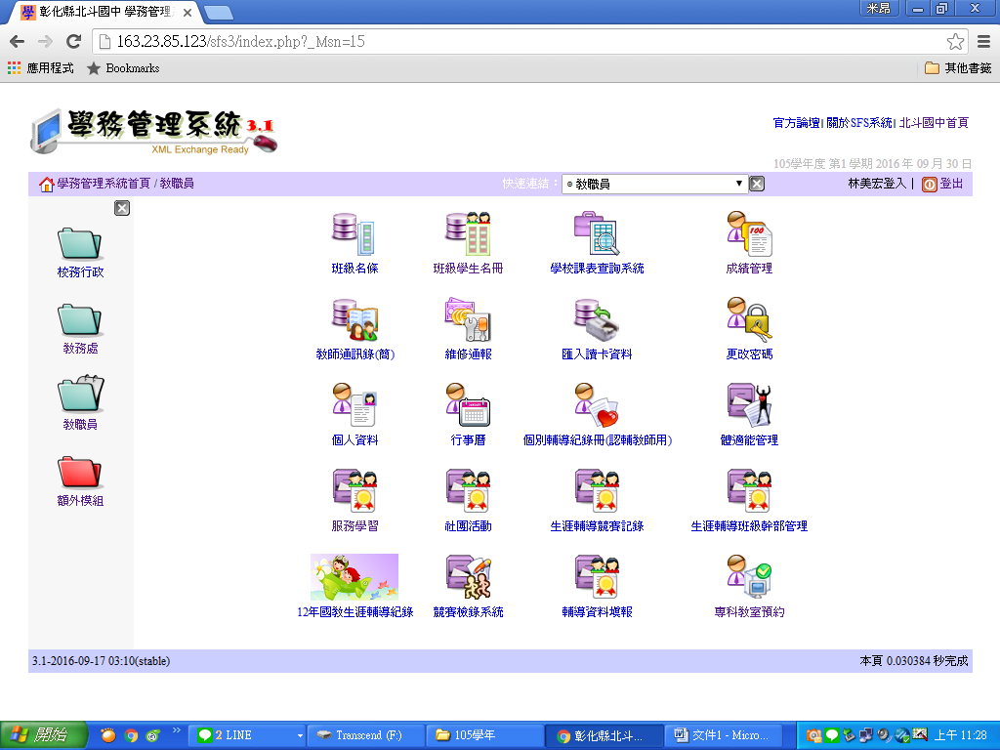 彰化縣北斗國中 學務管理
米昂
163.23.85.123/sfs3/index.php?_Msn=15
應用程式 Bookmarks 其他書籤
學務管理系統 3.1
XML Exchange Ready
官方論壇| 關於SFS系統| 北斗國中首頁
105學年度 第1 學期 2016 年 09 月 30 日
學務管理系統首頁 / 教職員 快速連結： 教職員 林美宏登入 | 登出
校務行政
教務處
教職員
額外模組
班級名條 班級學生名冊 學校課表查詢系統 成績管理
教師通訊錄(簡) 維修通報 匯入讀卡資料 更改密碼
個人資料 行事曆 個別輔導紀錄冊(認輔教師用) 體適能管理
服務學習 社團活動 生涯輔導競賽記錄 生涯輔導班級幹部管理
12年國教生涯輔導紀錄 競賽檢錄系統 輔導資料填報 專科教室預約
3.1-2016-09-17 03:10(stable) 本頁 0.030384 秒完成
開始 2 LINE Transcend (F:) 105學年 彰化縣北斗... 文件1 - Micro... 上午 11:28